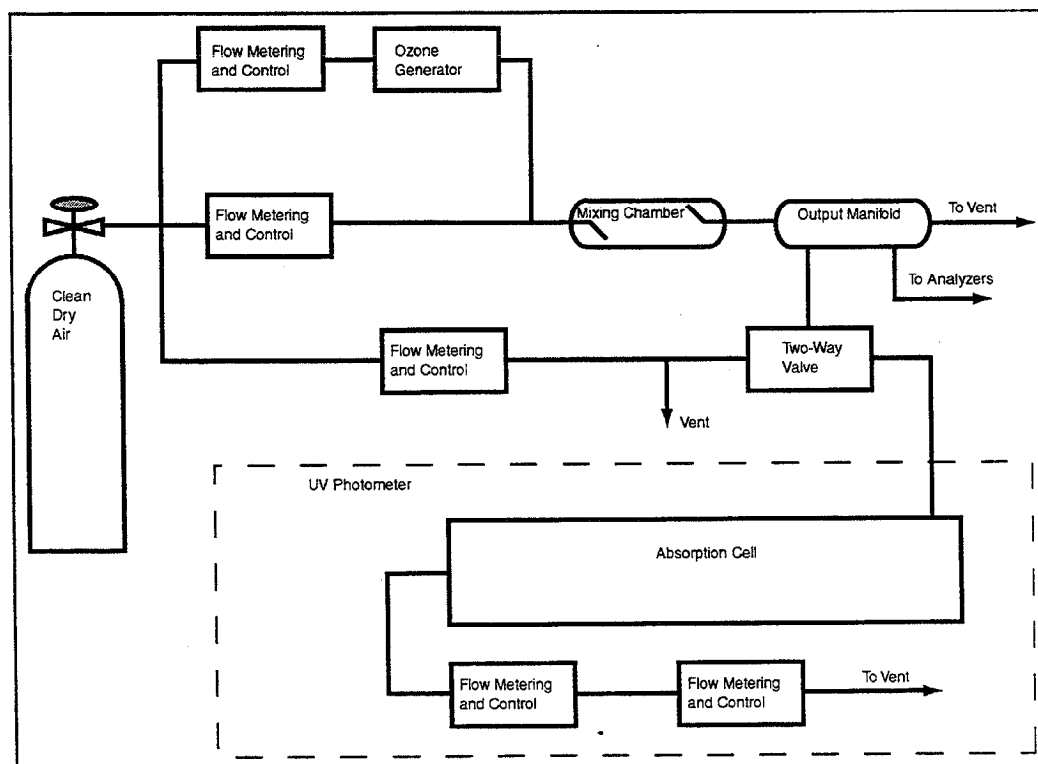 Flow Metering
and Control
Ozone
Generator
Flow Metering
and Control
Mixing Chamber
Output Manifold
To Vent
To Analyzers
Clean
Dry
Air
Flow Metering
and Control
Two-Way
Valve
Vent
UV Photometer
Absorption Cell
Flow Metering
and Control
Flow Metering
and Control
To Vent